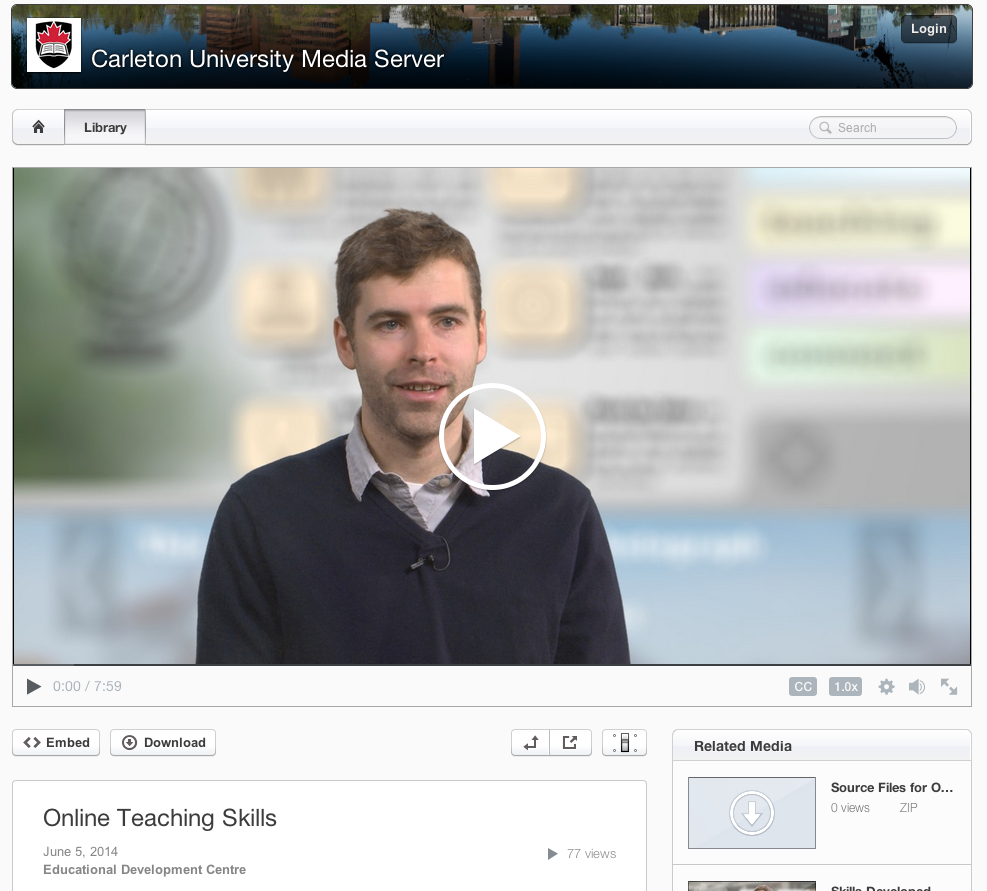 Login
Carleton University Media Server
Library
Search
0:00 / 7:59
CC
1.0x
Embed
Download
Related Media
Online Teaching Skills
June 5, 2014
77 views
Educational Development Centre
Source Files for O...
0 views ZIP
Skills Developed